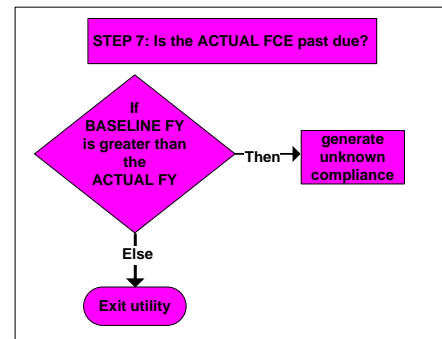 STEP 7: Is the ACTUAL FCE past due?
If
BASELINE FY
is greater than
the
ACTUAL FY
Then
generate
unknown
compliance
Else
Exit utility